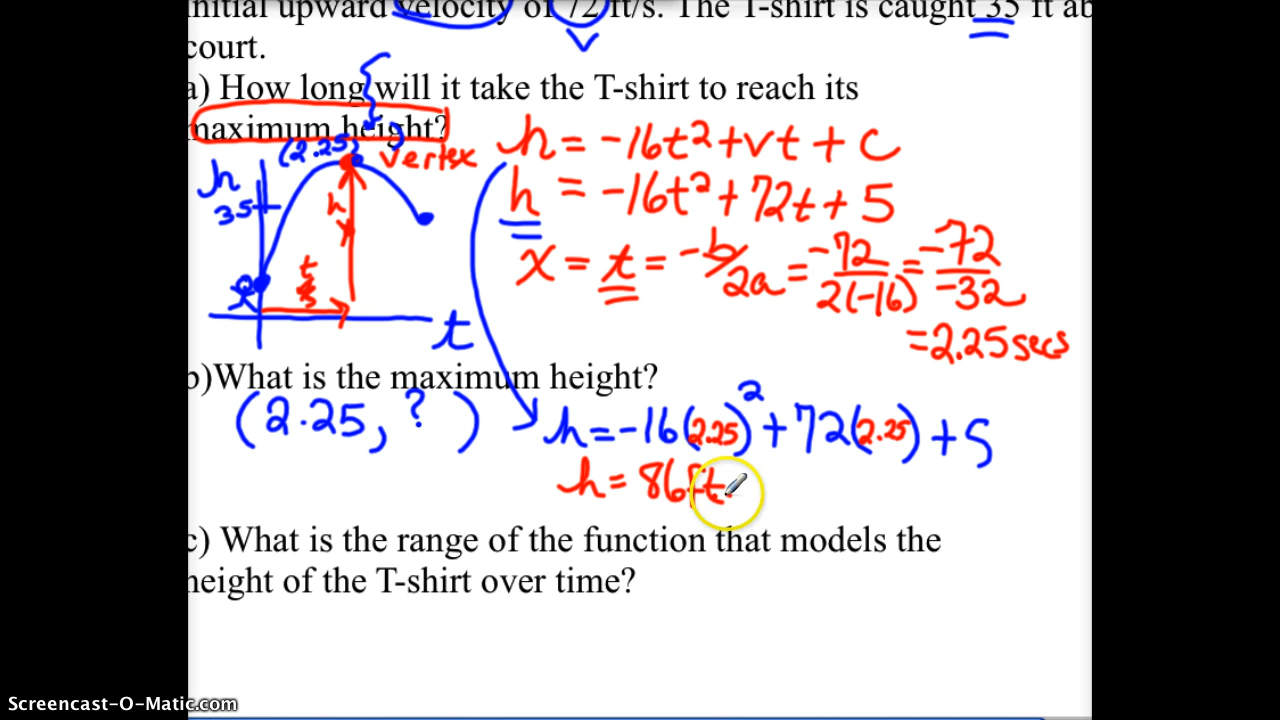 initial upward velocity of 72 ft/s. The T-shirt is caught 35 ft ab
court.
a) How long will it take the T-shirt to reach its
maximum height?
(2.25,
vertex
h
35
h
t
t
h = -16t² + vt + c
h = -16t² + 72t + 5
x = t = -b/2a = -72/2(-16) = -72/-32
= 2.25 secs
b)What is the maximum height?
(2.25, ? )
h = -16(2.25)² + 72(2.25) + 5
h = 86ft.
c) What is the range of the function that models the
height of the T-shirt over time?
Screencast-O-Matic.com